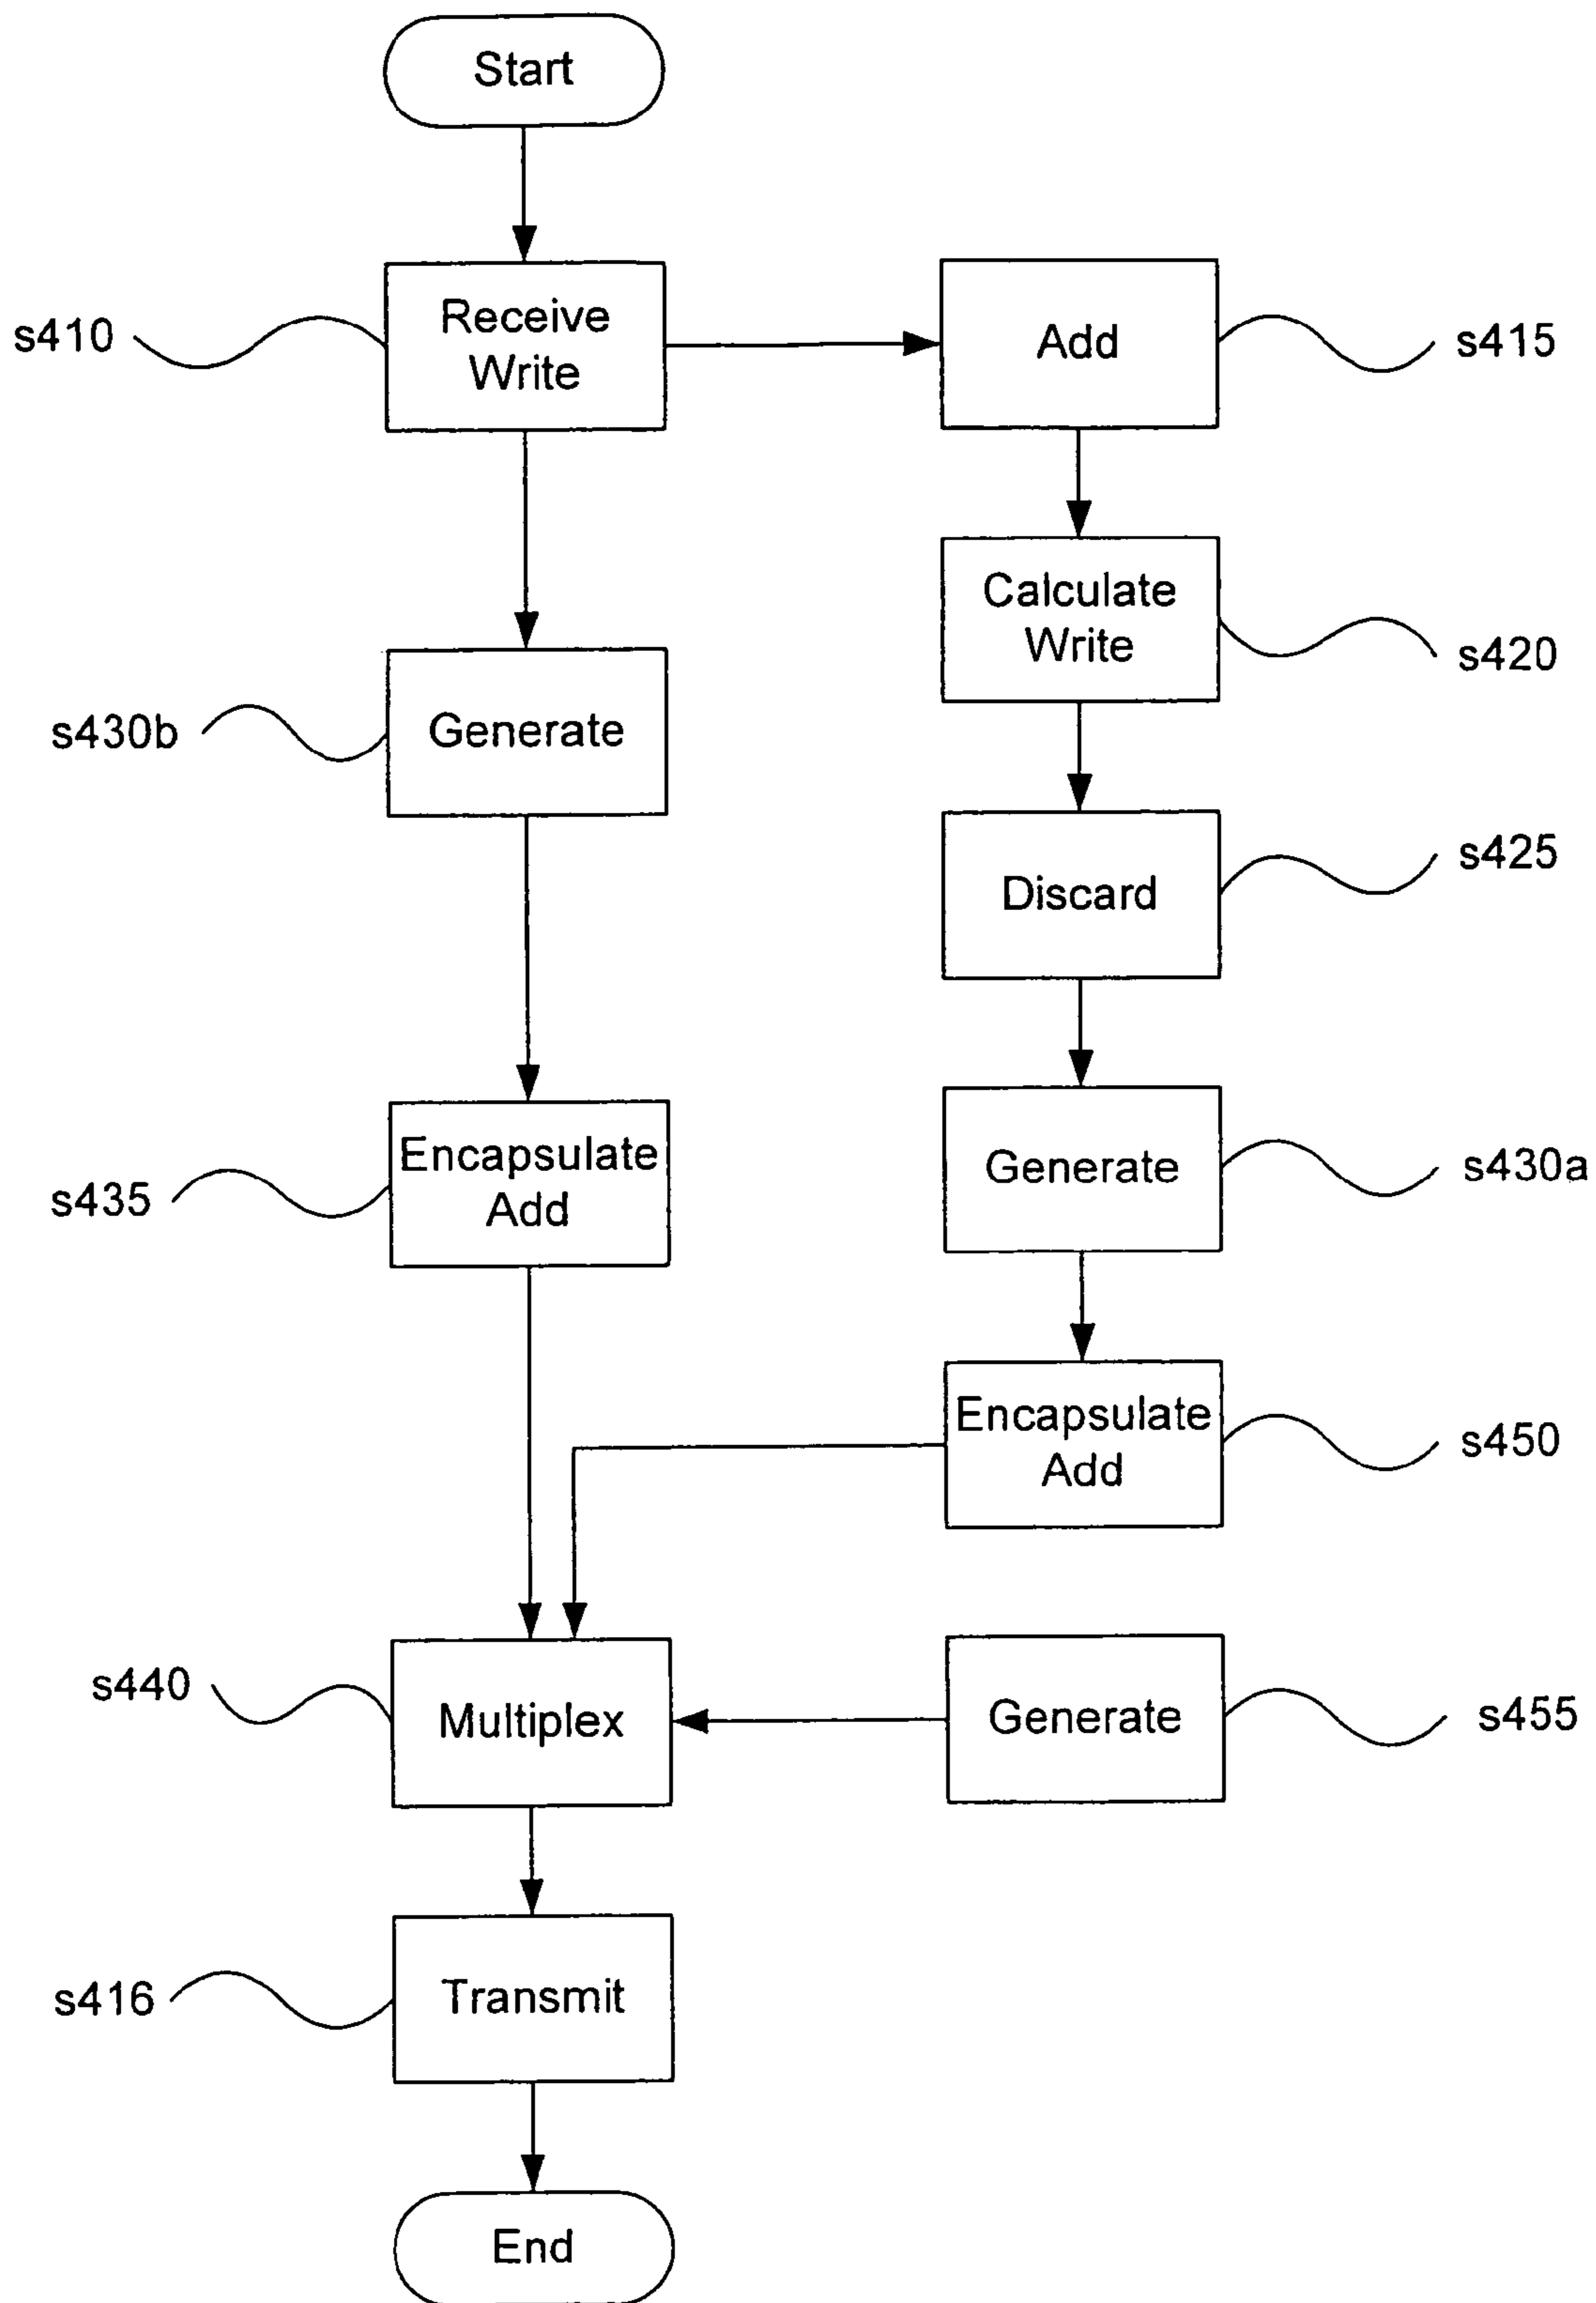 Start
s410
Receive
Write
Add
s415
Calculate
Write
s420
s430b
Generate
Discard
s425
Generate
s430a
s435
Encapsulate
Add
Encapsulate
Add
s450
s440
Multiplex
Generate
s455
s416
Transmit
End